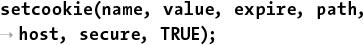 setcookie(name, value, expire, path,
→ host, secure, TRUE);